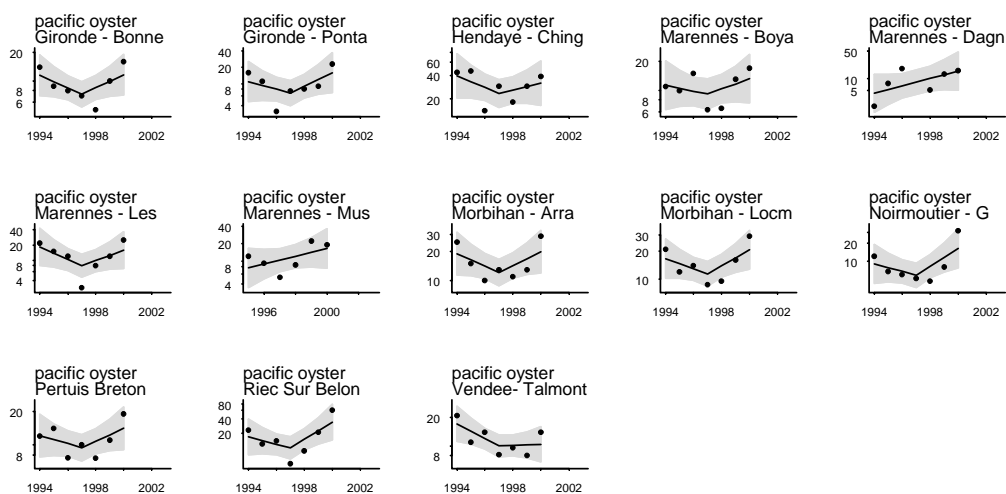 pacific oyster
Gironde - Bonne
20
8
6
1994 1998 2002
pacific oyster
Gironde - Ponta
40
20
8
4
1994 1998 2002
pacific oyster
Hendaye - Ching
60
40
20
1994 1998 2002
pacific oyster
Marennes - Boya
20
8
6
1994 1998 2002
pacific oyster
Marennes - Dagn
50
10
5
1994 1998 2002
pacific oyster
Marennes - Les
40
20
8
4
1994 1998 2002
pacific oyster
Marennes - Mus
40
20
8
4
1996 2000
pacific oyster
Morbihan - Arra
30
20
10
1994 1998 2002
pacific oyster
Morbihan - Locm
30
20
10
1994 1998 2002
pacific oyster
Noirmoutier - G
20
10
1994 1998 2002
pacific oyster
Pertuis Breton
20
8
1994 1998 2002
pacific oyster
Riec Sur Belon
80
40
20
1994 1998 2002
pacific oyster
Vendee- Talmont
20
8
1994 1998 2002